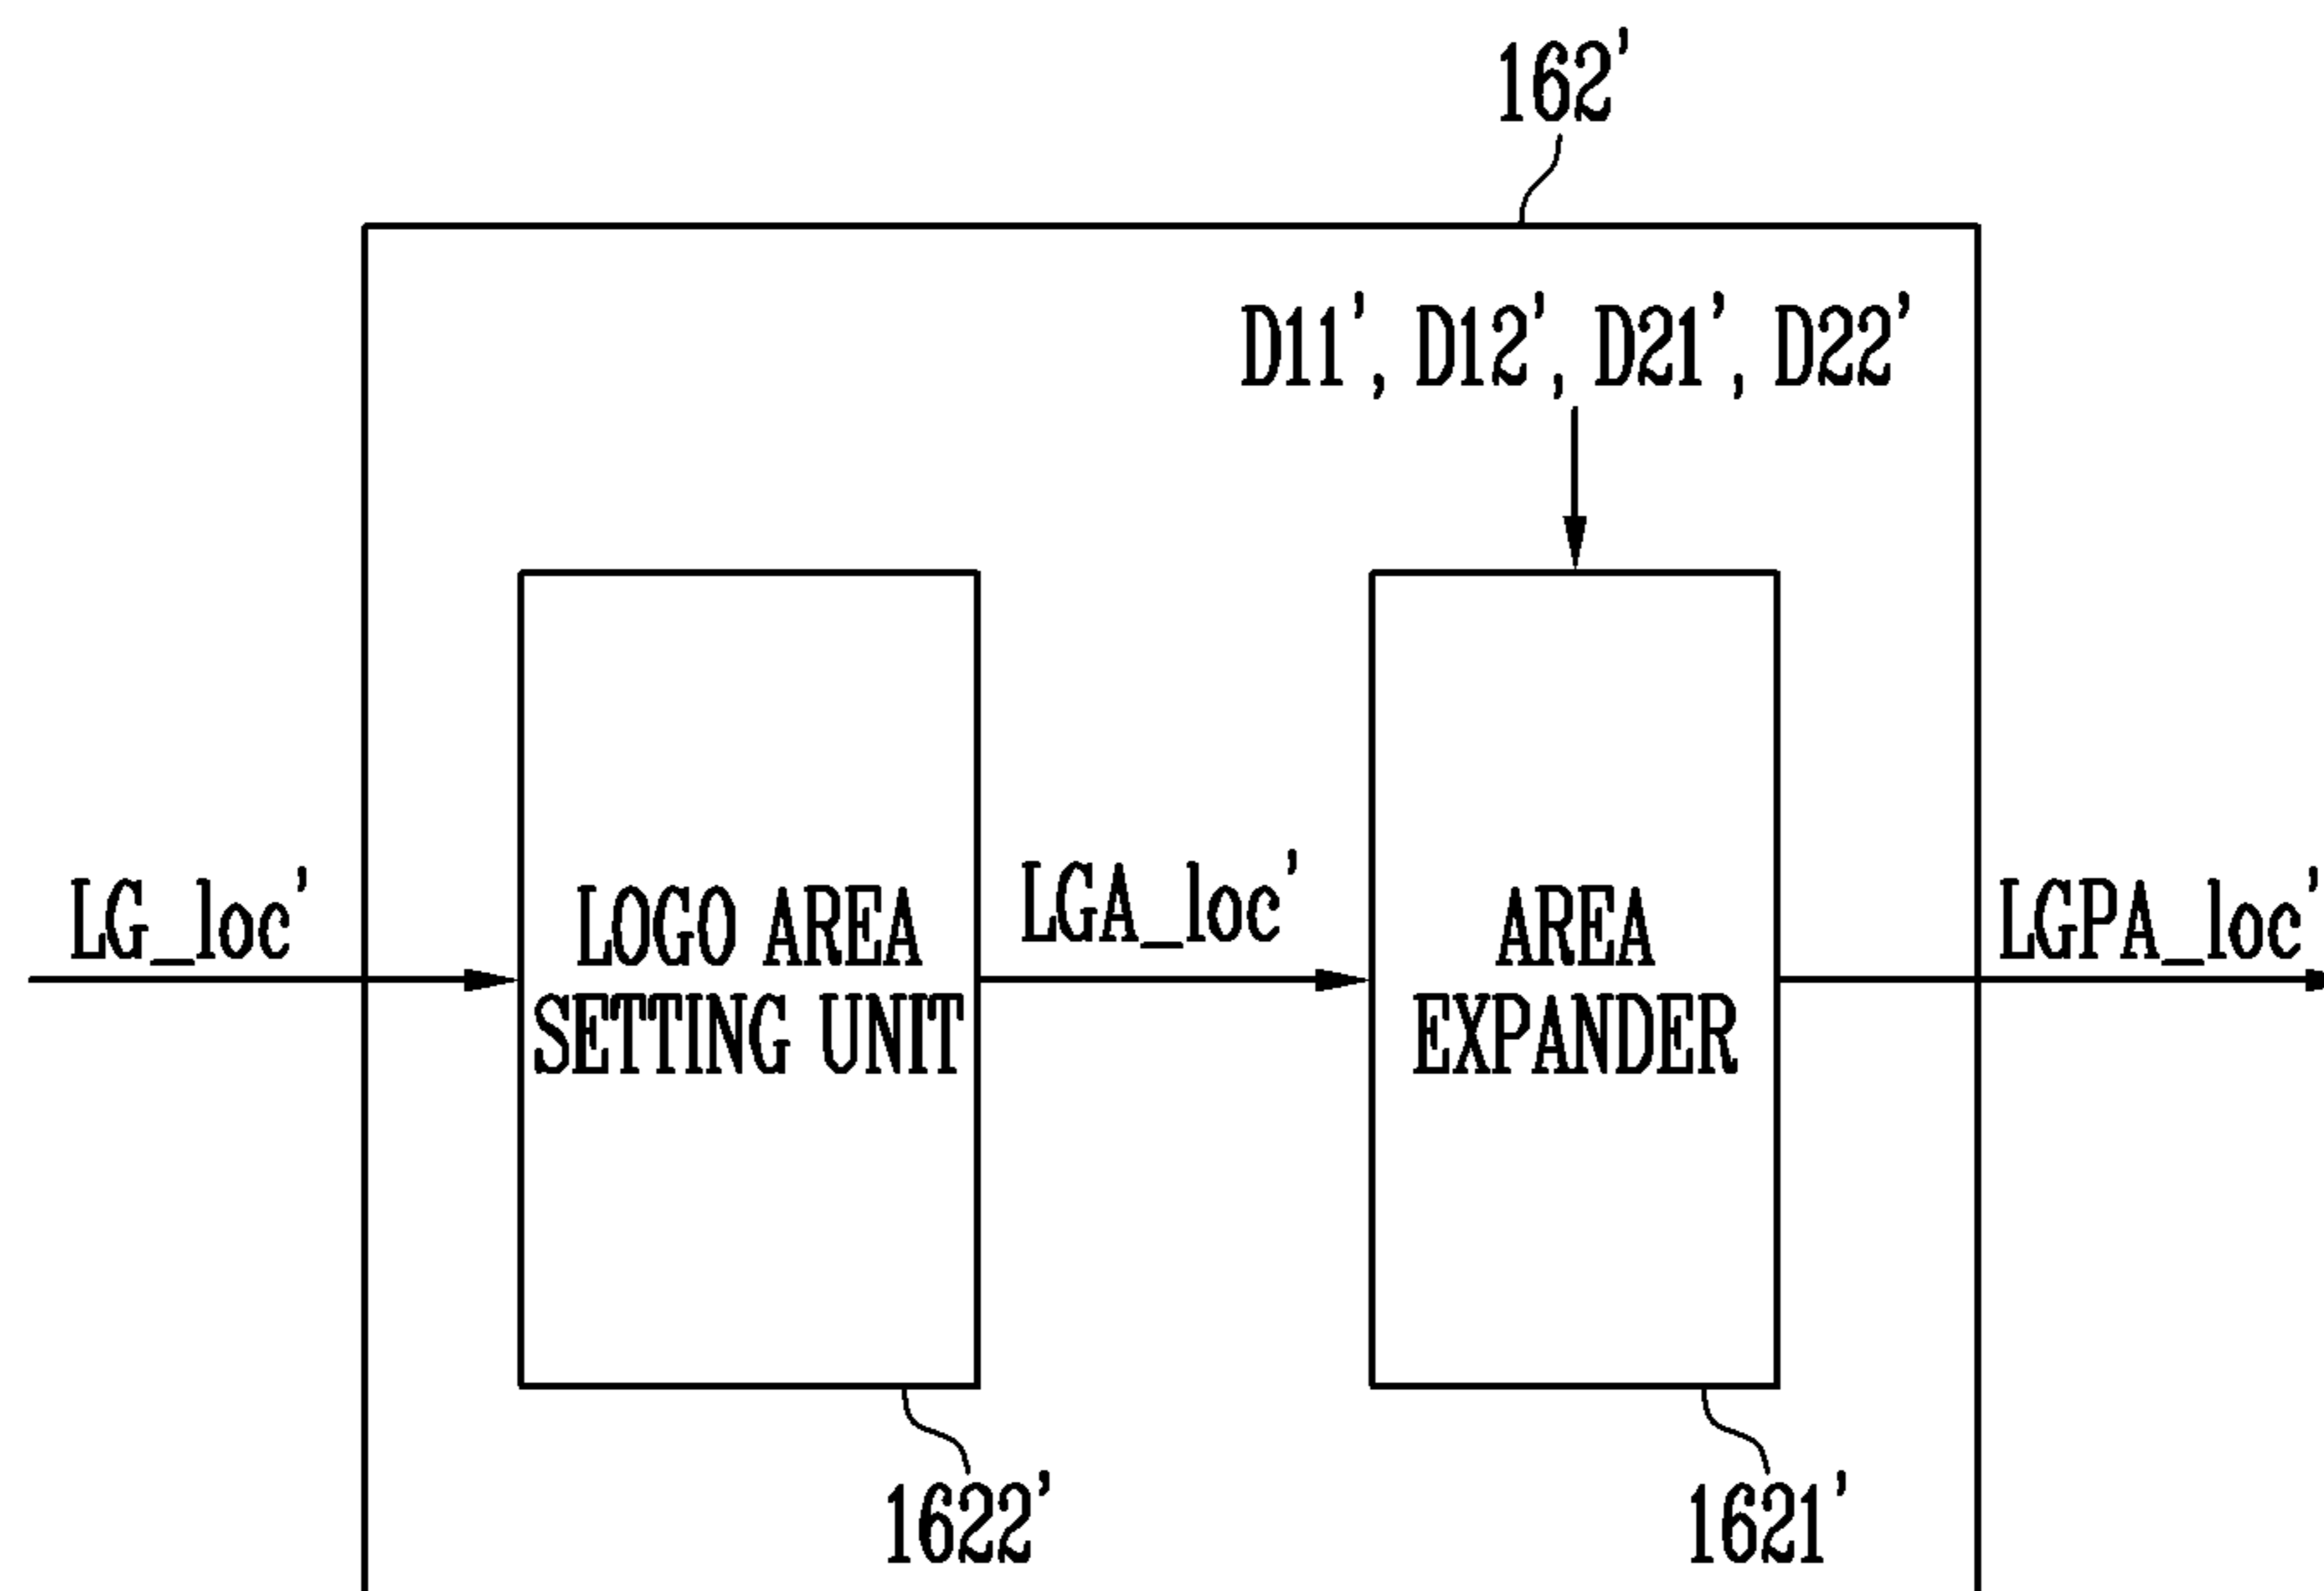 162'
D11', D12', D21', D22'
LG_loc'
LOGO AREA
SETTING UNIT
LGA_loc'
AREA
EXPANDER
LGPA_loc'
1622'
1621'